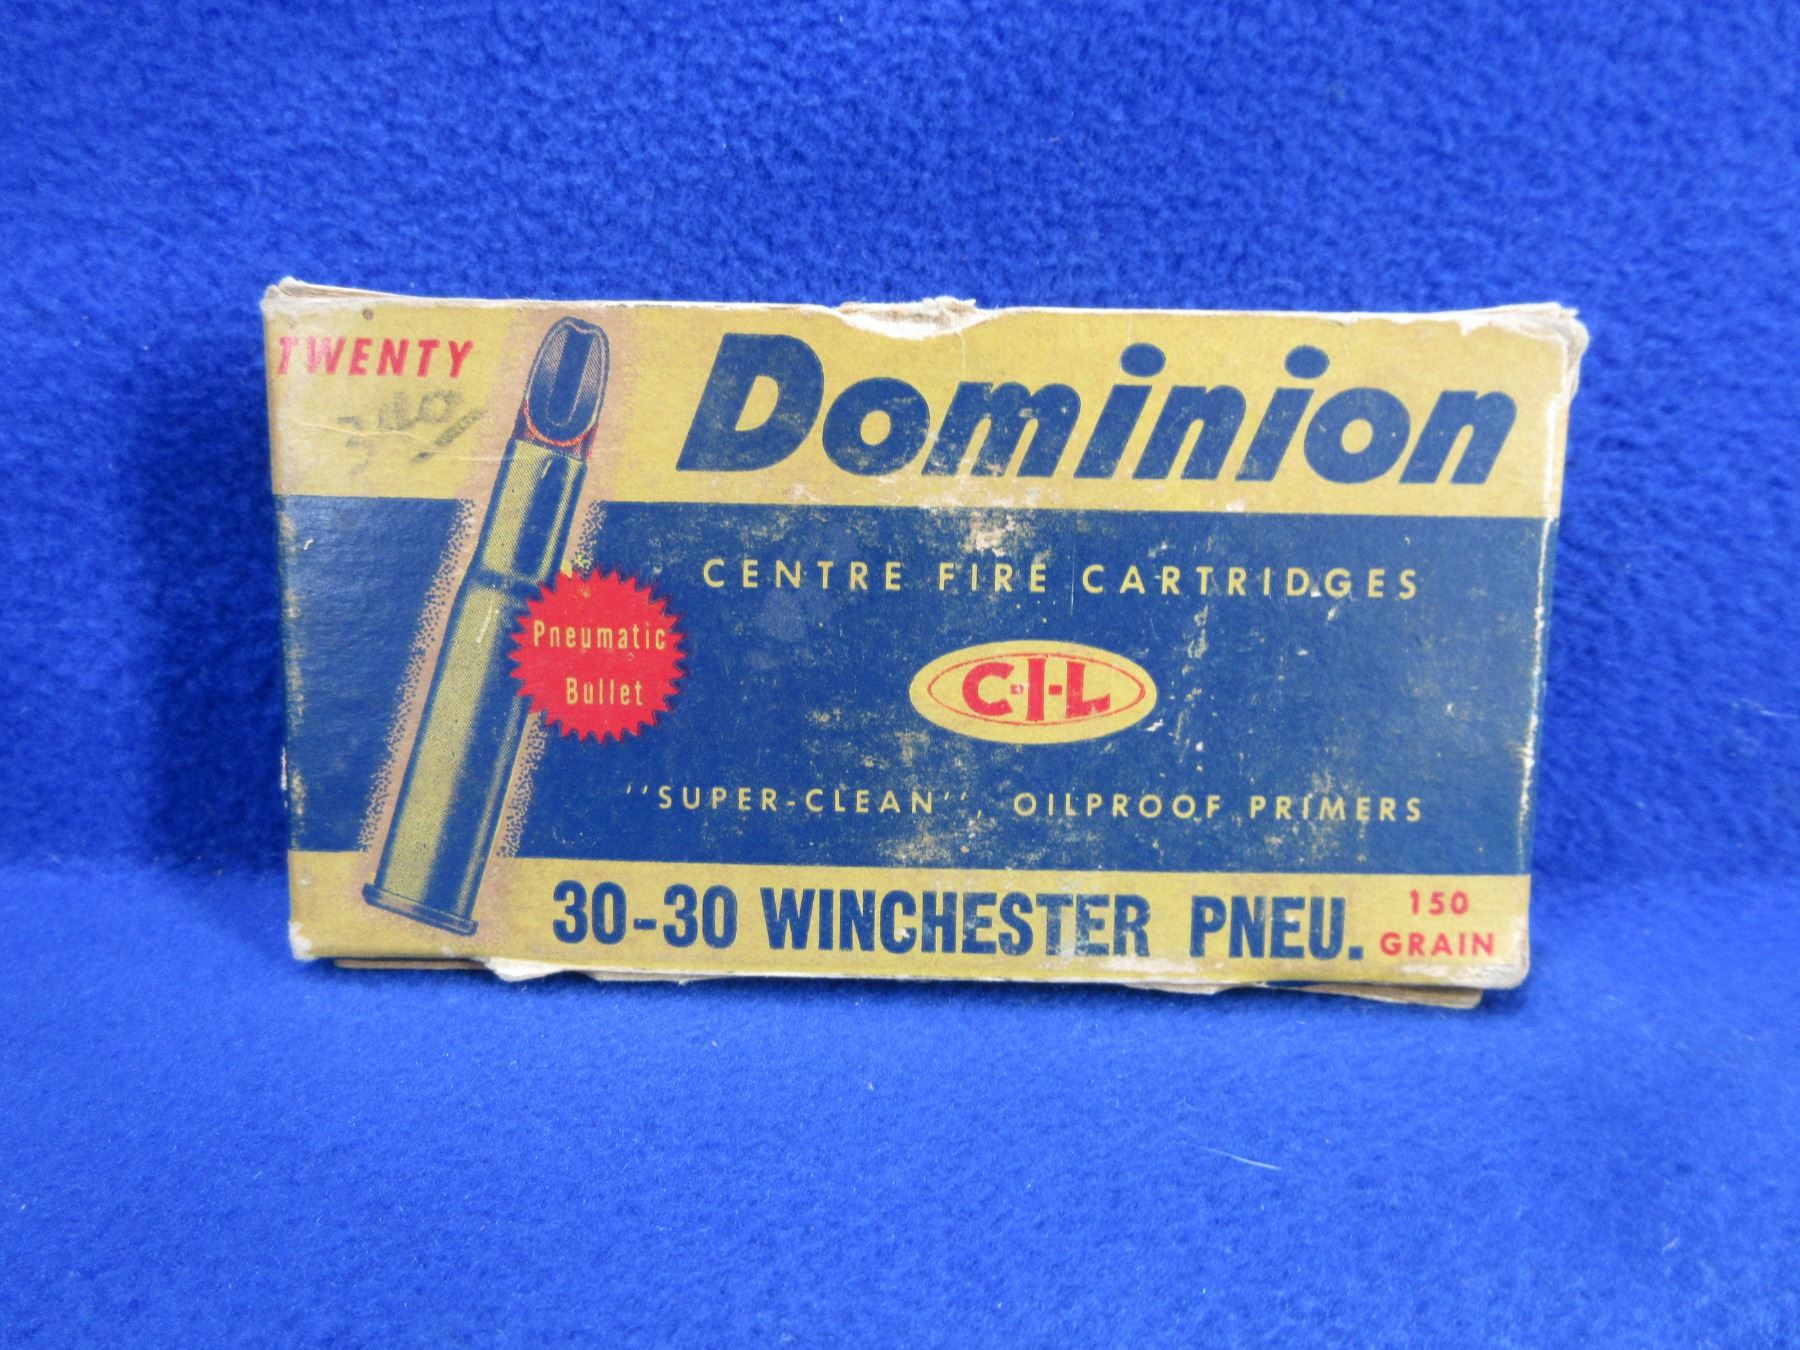 TWENTY
Dominion
CENTRE FIRE CARTRIDGES
Pneumatic
Bullet
C-I-L
"SUPER-CLEAN", OILPROOF PRIMERS
30-30 WINCHESTER PNEU.
150
GRAIN